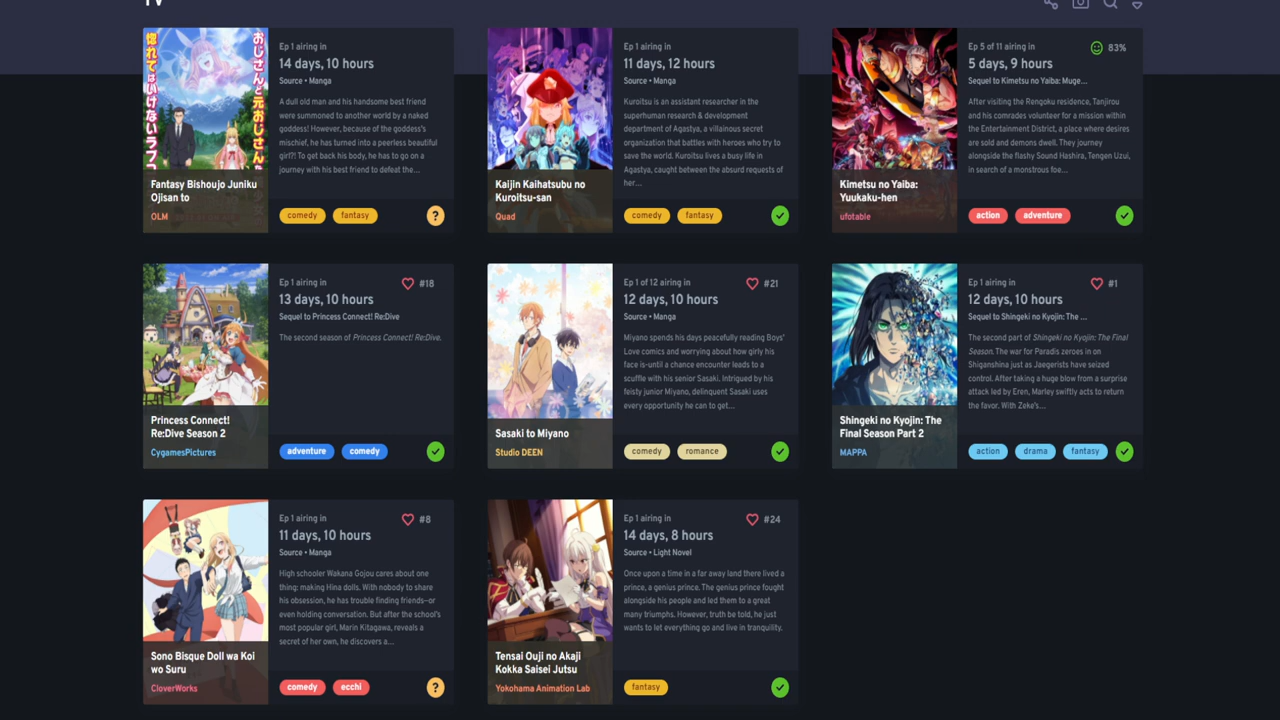 TV
惚れてはいけないラブ
おじさんと元おじさん
Ep 1 airing in
14 days, 10 hours
Source • Manga
A dull old man and his handsome best friend
were summoned to another world by a naked
goddess! However, because of the goddess's
mischief, he has turned into a peerless beautiful
girl?! To get back his body, he has to go on a
journey with his best friend to defeat the...
Fantasy Bishoujo Juniku
Ojisan to
OLM
comedy fantasy
Ep 1 airing in
11 days, 12 hours
Source • Manga
Kuroitsu is an assistant researcher in the
superhuman research & development
department of Agastya, a villainous secret
organization that battles with heroes who try to
save the world. Kuroitsu lives a busy life in
Agastya, caught between the absurd requests of
her...
Kaijin Kaihatsubu no
Kuroitsu-san
Quad
comedy fantasy
Ep 5 of 11 airing in
83%
5 days, 9 hours
Sequel to Kimetsu no Yaiba: Muge...
After visiting the Rengoku residence, Tanjirou
and his comrades volunteer for a mission within
the Entertainment District, a place where desires
are sold and demons dwell. They journey
alongside the flashy Sound Hashira, Tengen Uzui,
in search of a monstrous foe...
Kimetsu no Yaiba:
Yuukaku-hen
ufotable
action adventure
Ep 1 airing in
#18
13 days, 10 hours
Sequel to Princess Connect! Re:Dive
The second season of Princess Connect! Re:Dive.
Princess Connect!
Re:Dive Season 2
CygamesPictures
adventure comedy
Ep 1 of 12 airing in
#21
12 days, 10 hours
Source • Manga
Miyano spends his days peacefully reading Boys'
Love comics and worrying about how girly his
face is-until a chance encounter leads to a
scuffle with his senior Sasaki. Intrigued by his
feisty junior Miyano, delinquent Sasaki uses
every opportunity he can to get...
Sasaki to Miyano
Studio DEEN
comedy romance
Ep 1 airing in
#1
12 days, 10 hours
Sequel to Shingeki no Kyojin: The ...
The second part of Shingeki no Kyojin: The Final
Season.The war for Paradis zeroes in on
Shiganshina just as Jaegerists have seized
control. After taking a huge blow from a surprise
attack led by Eren, Marley swiftly acts to return
the favor. With Zeke's...
Shingeki no Kyojin: The
Final Season Part 2
MAPPA
action drama fantasy
Ep 1 airing in
#8
11 days, 10 hours
Source • Manga
High schooler Wakana Gojou cares about one
thing: making Hina dolls. With nobody to share
his obsession, he has trouble finding friends-or
even holding conversation. But after the school's
most popular girl, Marin Kitagawa, reveals a
secret of her own, he discovers a...
Sono Bisque Doll wa Koi
wo Suru
CloverWorks
comedy ecchi
Ep 1 airing in
#24
14 days, 8 hours
Source • Light Novel
Once upon a time in a far away land there lived a
prince, a genius prince. The genius prince fought
alongside his people and led them to a great
many triumphs. However, truth be told, he just
wants to let everything go and live in tranquility.
Tensai Ouji no Akaji
Kokka Saisei Jutsu
Yokohama Animation Lab
fantasy